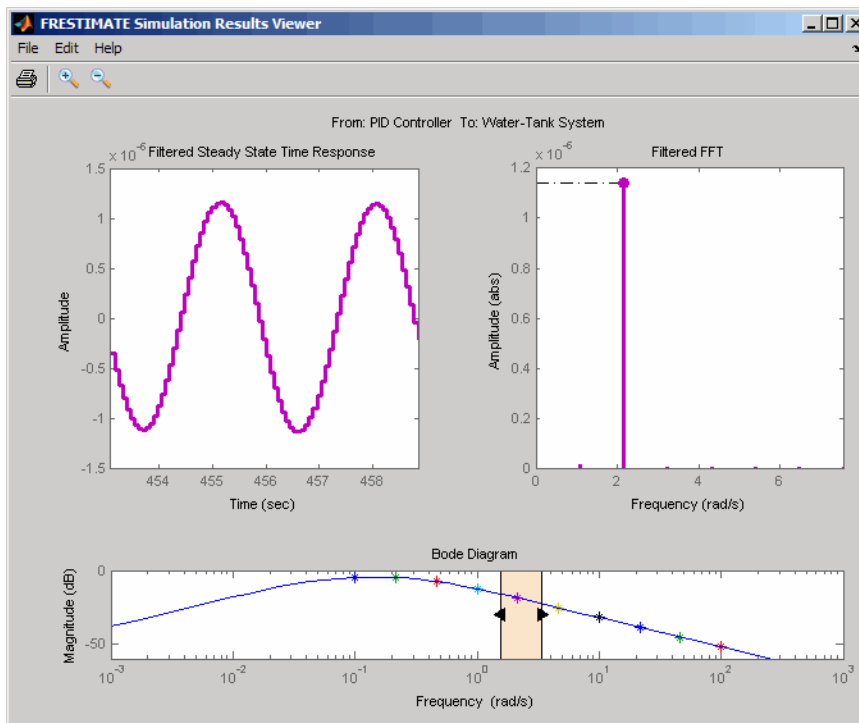 FRESTIMATE Simulation Results Viewer
File Edit Help
From: PID Controller To: Water-Tank System
x 10^-6
Filtered Steady State Time Response
1.5
1
0.5
0
-0.5
-1
-1.5
Amplitude
454 455 456 457 458
Time (sec)
x 10^-6
Filtered FFT
1.2
1
0.8
0.6
0.4
0.2
0
Amplitude (abs)
0 2 4 6
Frequency (rad/s)
Bode Diagram
0
-50
Magnitude (dB)
10^-3 10^-2 10^-1 10^0 10^1 10^2 10^3
Frequency (rad/s)